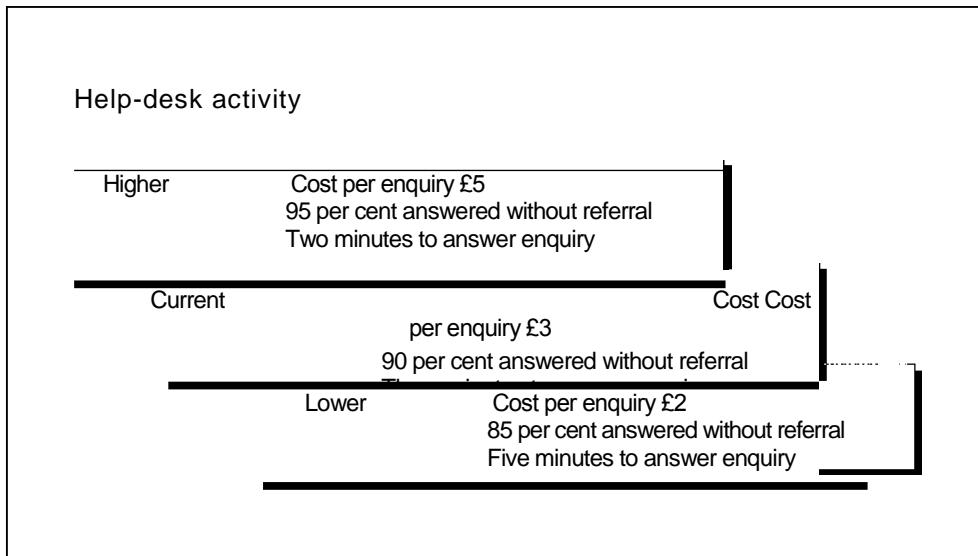 Help-desk activity
Higher Cost per enquiry £5
95 per cent answered without referral
Two minutes to answer enquiry
Current Cost Cost
per enquiry £3
90 per cent answered without referral
Lower Cost per enquiry £2
85 per cent answered without referral
Five minutes to answer enquiry